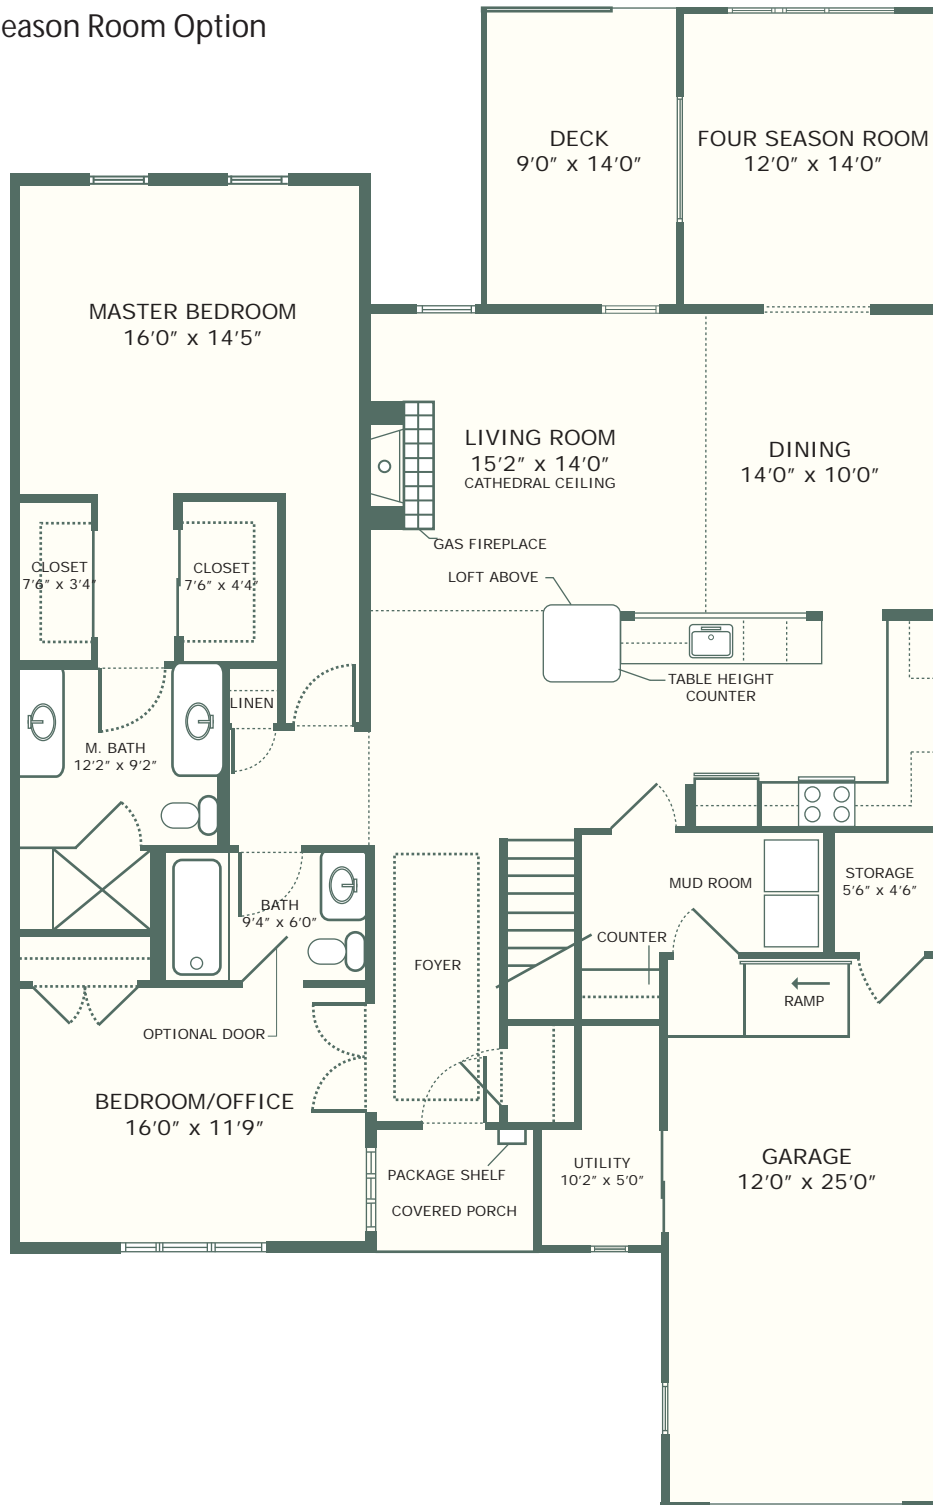 eason Room Option
DECK
9'0" x 14'0"
FOUR SEASON ROOM
12'0" x 14'0"
MASTER BEDROOM
16'0" x 14'5"
LIVING ROOM
15'2" x 14'0"
CATHEDRAL CEILING
DINING
14'0" x 10'0"
GAS FIREPLACE
LOFT ABOVE
CLOSET
7'6" x 3'4"
CLOSET
7'6" x 4'4"
TABLE HEIGHT
COUNTER
LINEN
M. BATH
12'2" x 9'2"
MUD ROOM
STORAGE
5'6" x 4'6"
BATH
9'4" x 6'0"
COUNTER
FOYER
RAMP
OPTIONAL DOOR
BEDROOM/OFFICE
16'0" x 11'9"
PACKAGE SHELF
COVERED PORCH
UTILITY
10'2" x 5'0"
GARAGE
12'0" x 25'0"